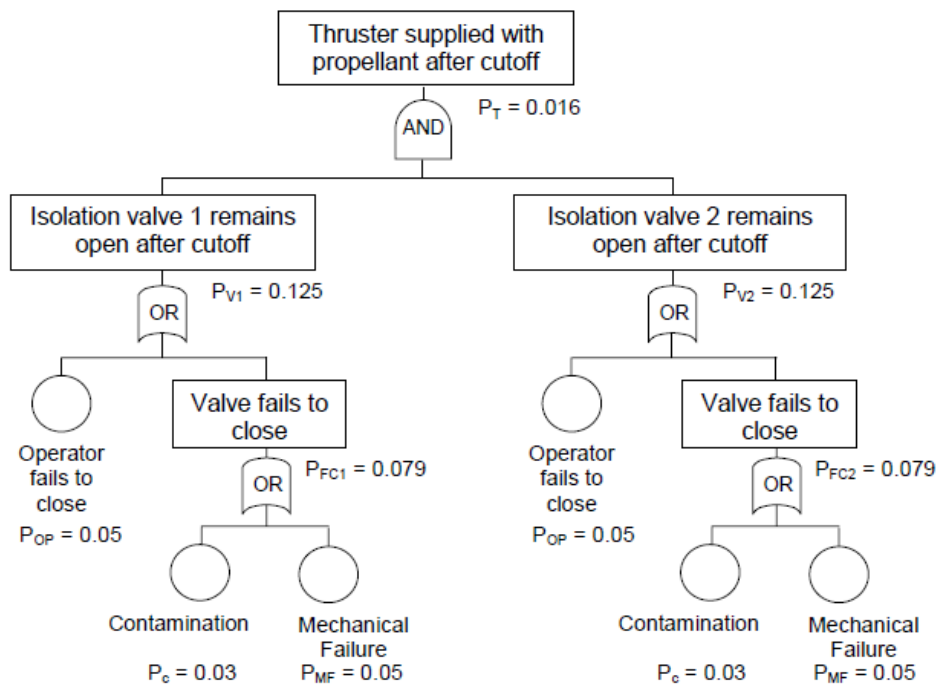 Thruster supplied with
propellant after cutoff
P_T = 0.016
AND
Isolation valve 1 remains
open after cutoff
Isolation valve 2 remains
open after cutoff
P_V1 = 0.125
OR
P_V2 = 0.125
OR
Valve fails to
close
Valve fails to
close
Operator
fails to
close
P_OP = 0.05
P_FC1 = 0.079
OR
Operator
fails to
close
P_OP = 0.05
P_FC2 = 0.079
OR
Contamination
P_c = 0.03
Mechanical
Failure
P_MF = 0.05
Contamination
P_c = 0.03
Mechanical
Failure
P_MF = 0.05